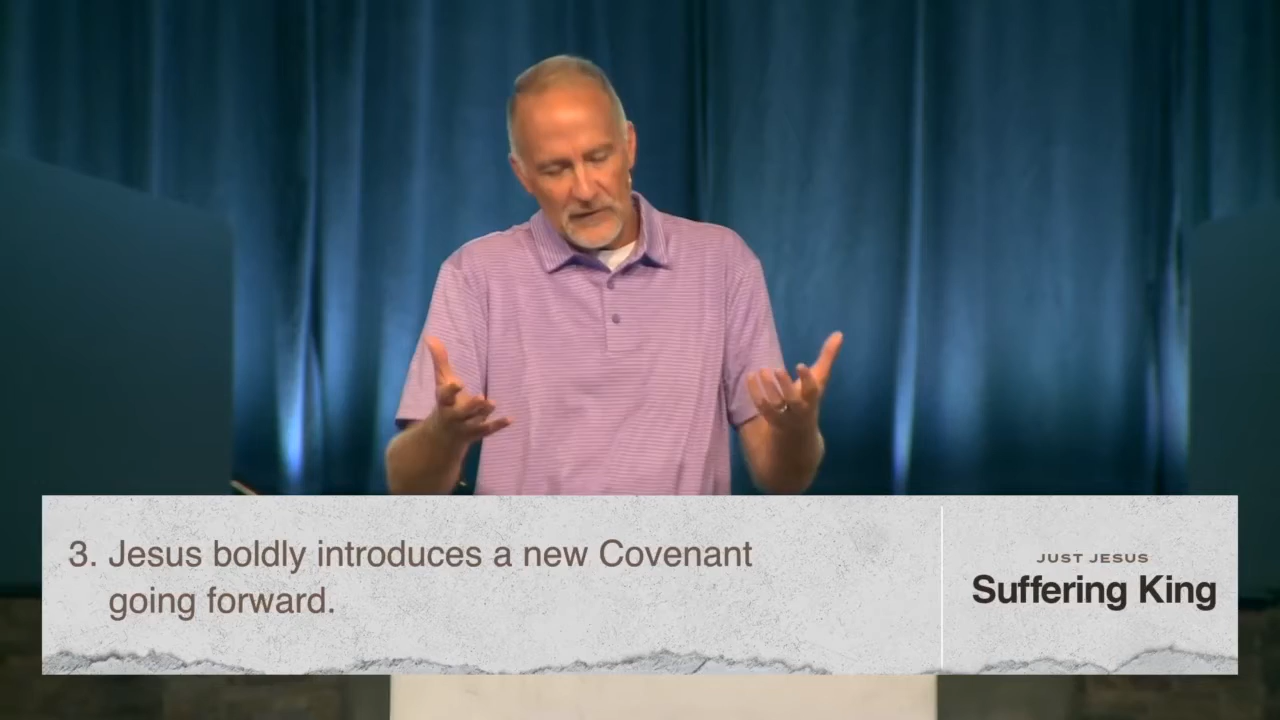 3. Jesus boldly introduces a new Covenant
going forward.
JUST JESUS
Suffering King